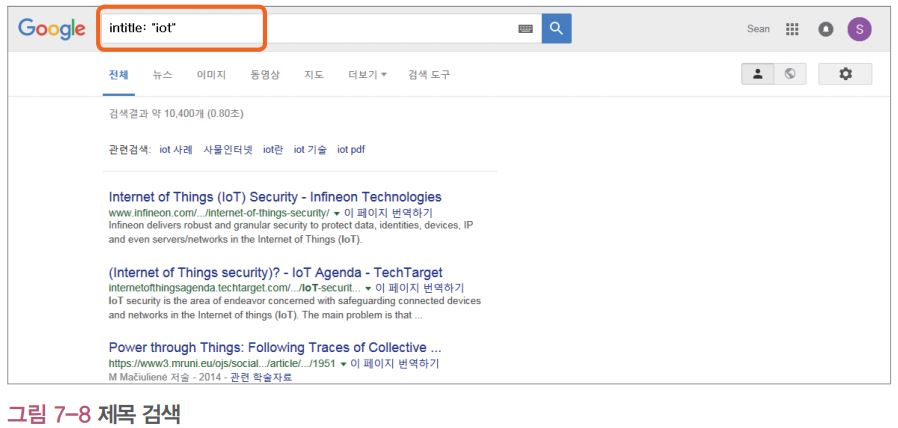 Google
intitle: "iot"
Sean
S
전체 뉴스 이미지 동영상 지도 더보기 검색 도구
검색결과 약 10,400개 (0.80초)
관련검색: iot 사례 사물인터넷 iot란 iot 기술 iot pdf
Internet of Things (IoT) Security - Infineon Technologies
www.infineon.com/.../internet-of-things-security/ ▾ 이 페이지 번역하기
Infineon delivers robust and granular security to protect data, identities, devices, IP
and even servers/networks in the Internet of Things (IoT).
(Internet of Things security)? - IoT Agenda - TechTarget
internetofthingsagenda.techtarget.com/.../IoT-securit... ▾ 이 페이지 번역하기
IoT security is the area of endeavor concerned with safeguarding connected devices
and networks in the Internet of things (IoT). The main problem is that ...
Power through Things: Following Traces of Collective ...
https://www3.mruni.eu/ojs/social.../article/.../1951 ▾ 이 페이지 번역하기
M Mačiulienė 저술 - 2014 - 관련 학술자료
그림 7-8 제목 검색